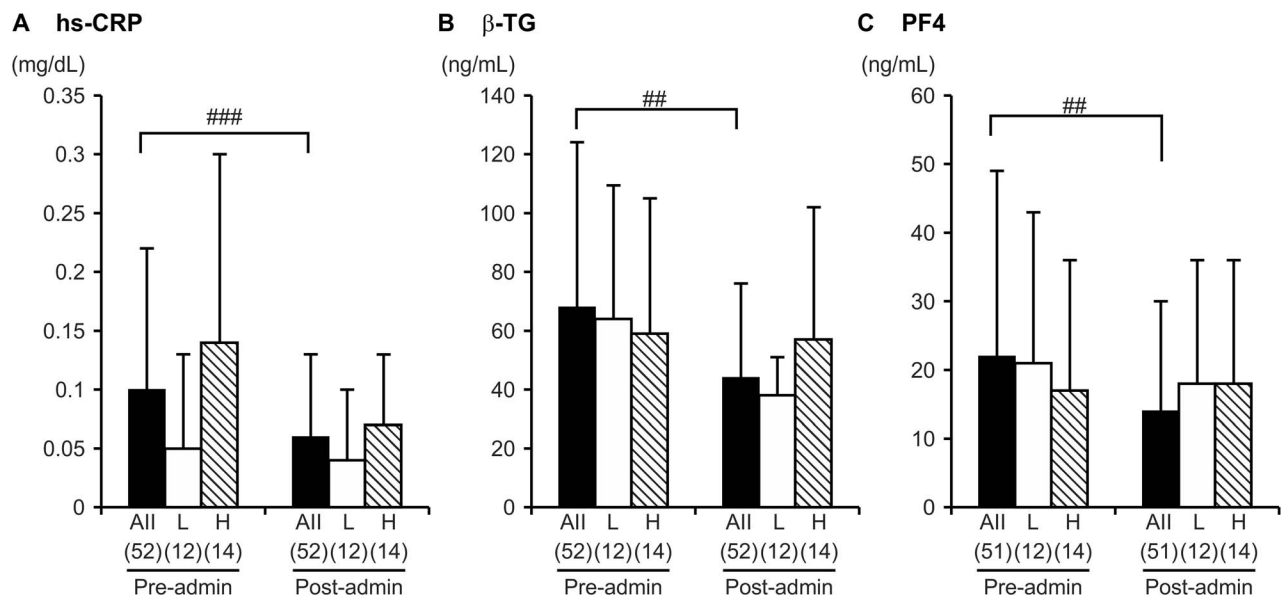 A hs-CRP
(mg/dL)
0.35
0.3
0.25
0.2
0.15
0.1
0.05
0
###
All L H All L H
(52)(12)(14) (52)(12)(14)
Pre-admin Post-admin
B β-TG
(ng/mL)
140
120
100
80
60
40
20
0
##
All L H All L H
(52)(12)(14) (52)(12)(14)
Pre-admin Post-admin
C PF4
(ng/mL)
60
50
40
30
20
10
0
##
All L H All L H
(51)(12)(14) (51)(12)(14)
Pre-admin Post-admin